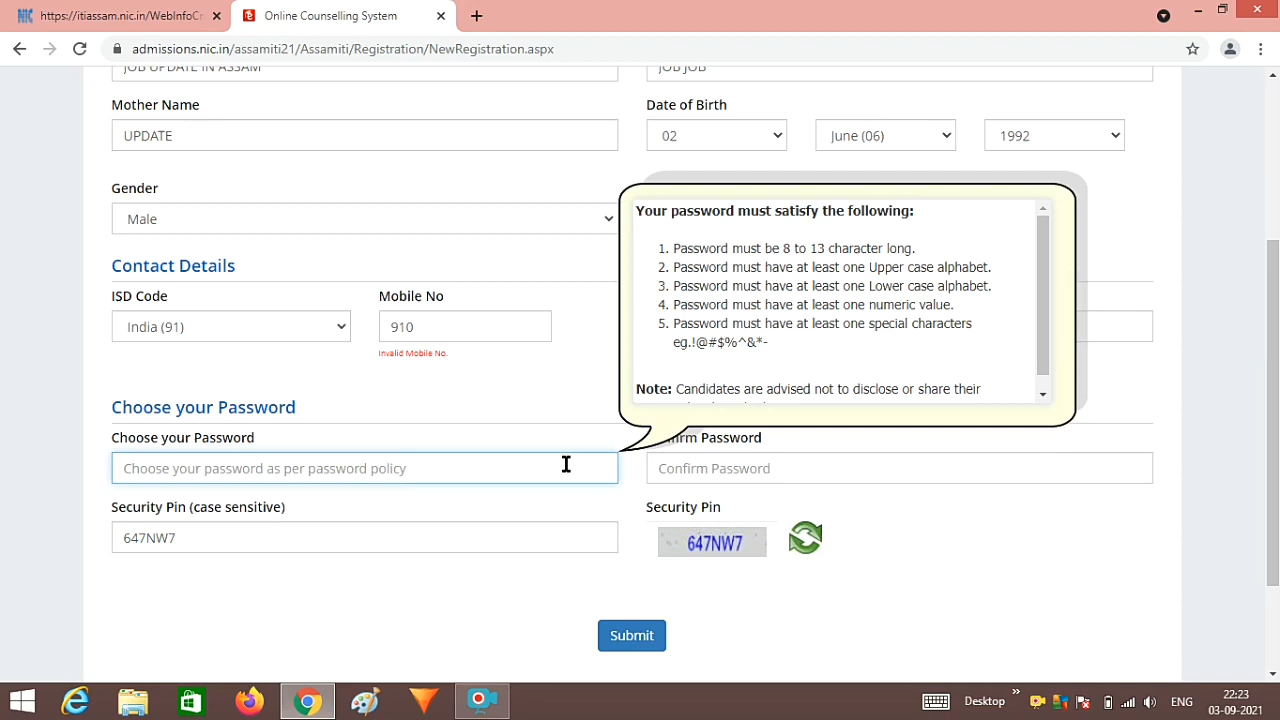 https://itiassam.nic.in/WebInfoCr
Online Counselling System
admissions.nic.in/assamiti21/Assamiti/Registration/NewRegistration.aspx
JOB UPDATE IN ASSAM
JOB JOB
Mother Name
Date of Birth
UPDATE
02
June (06)
1992
Gender
Male
Your password must satisfy the following:
1. Password must be 8 to 13 character long.
2. Password must have at least one Upper case alphabet.
3. Password must have at least one Lower case alphabet.
4. Password must have at least one numeric value.
5. Password must have at least one special characters
eg.!@#$%^&*-
Note: Candidates are advised not to disclose or share their
Contact Details
ISD Code
Mobile No
India (91)
910
Invalid Mobile No.
Choose your Password
Choose your Password
Password
Choose your password as per password policy
Confirm Password
Security Pin (case sensitive)
Security Pin
647NW7
647NW7
Submit
Desktop
ENG
22:23
03-09-2021